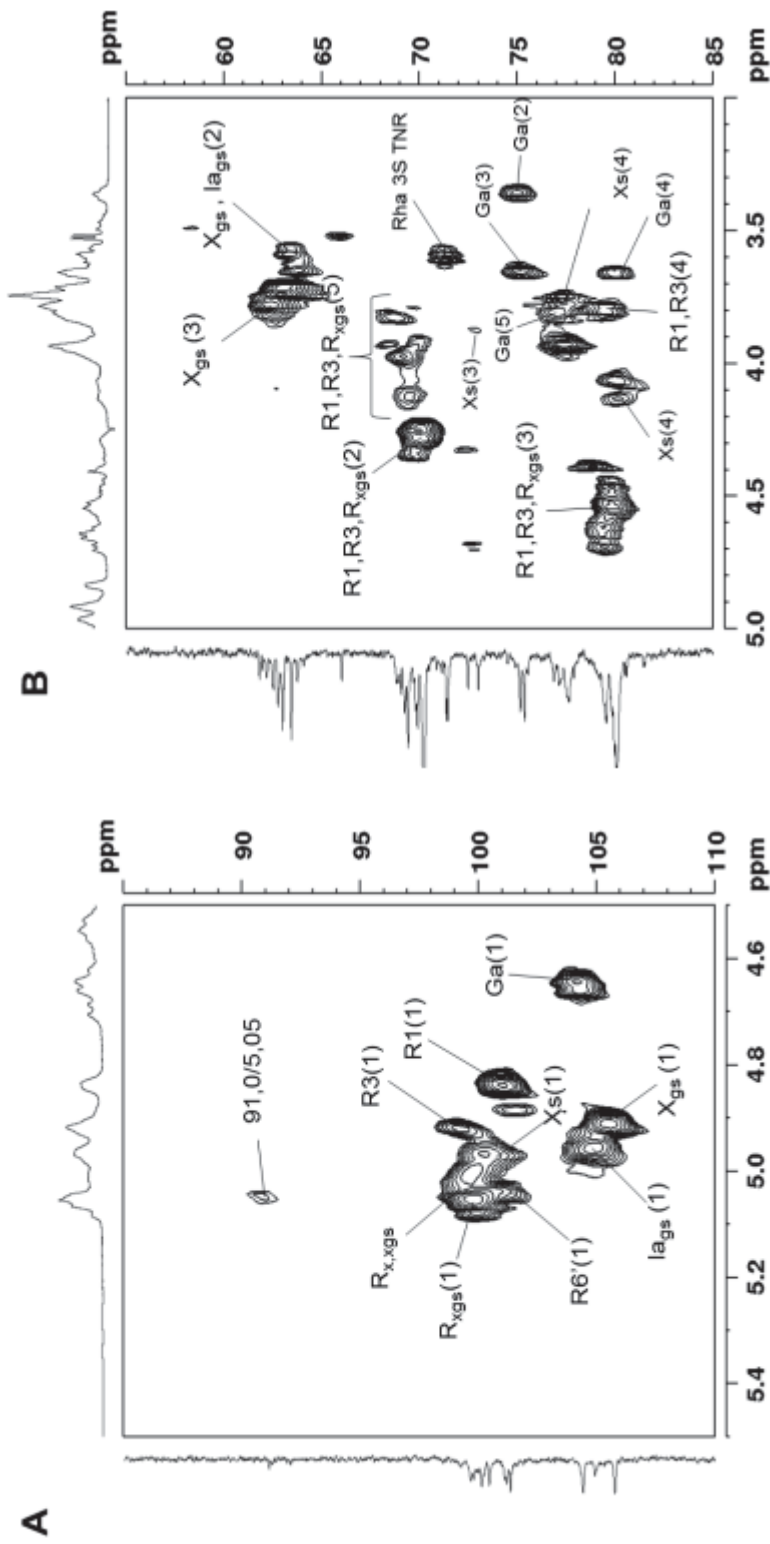 A
ppm
90
95
100
105
110
ppm
4.6
4.8
5.0
5.2
5.4
91,0/5,05
R3(1)
R1(1)
Ga(1)
Rx,xgs
Rxgs(1)
Xs(1)
R6'(1)
Iags(1)
Xgs(1)
B
ppm
60
65
70
75
80
85
ppm
3.5
4.0
4.5
5.0
Xgs, Iags(2)
Xgs(3)
R1,R3,Rxgs(5)
Rha 3S TNR
R1,R3,Rxgs(2)
Xs(3)
Ga(3)
Ga(2)
Ga(5)
Xs(4)
Ga(4)
R1,R3(4)
R1,R3,Rxgs(3)
Xs(4)